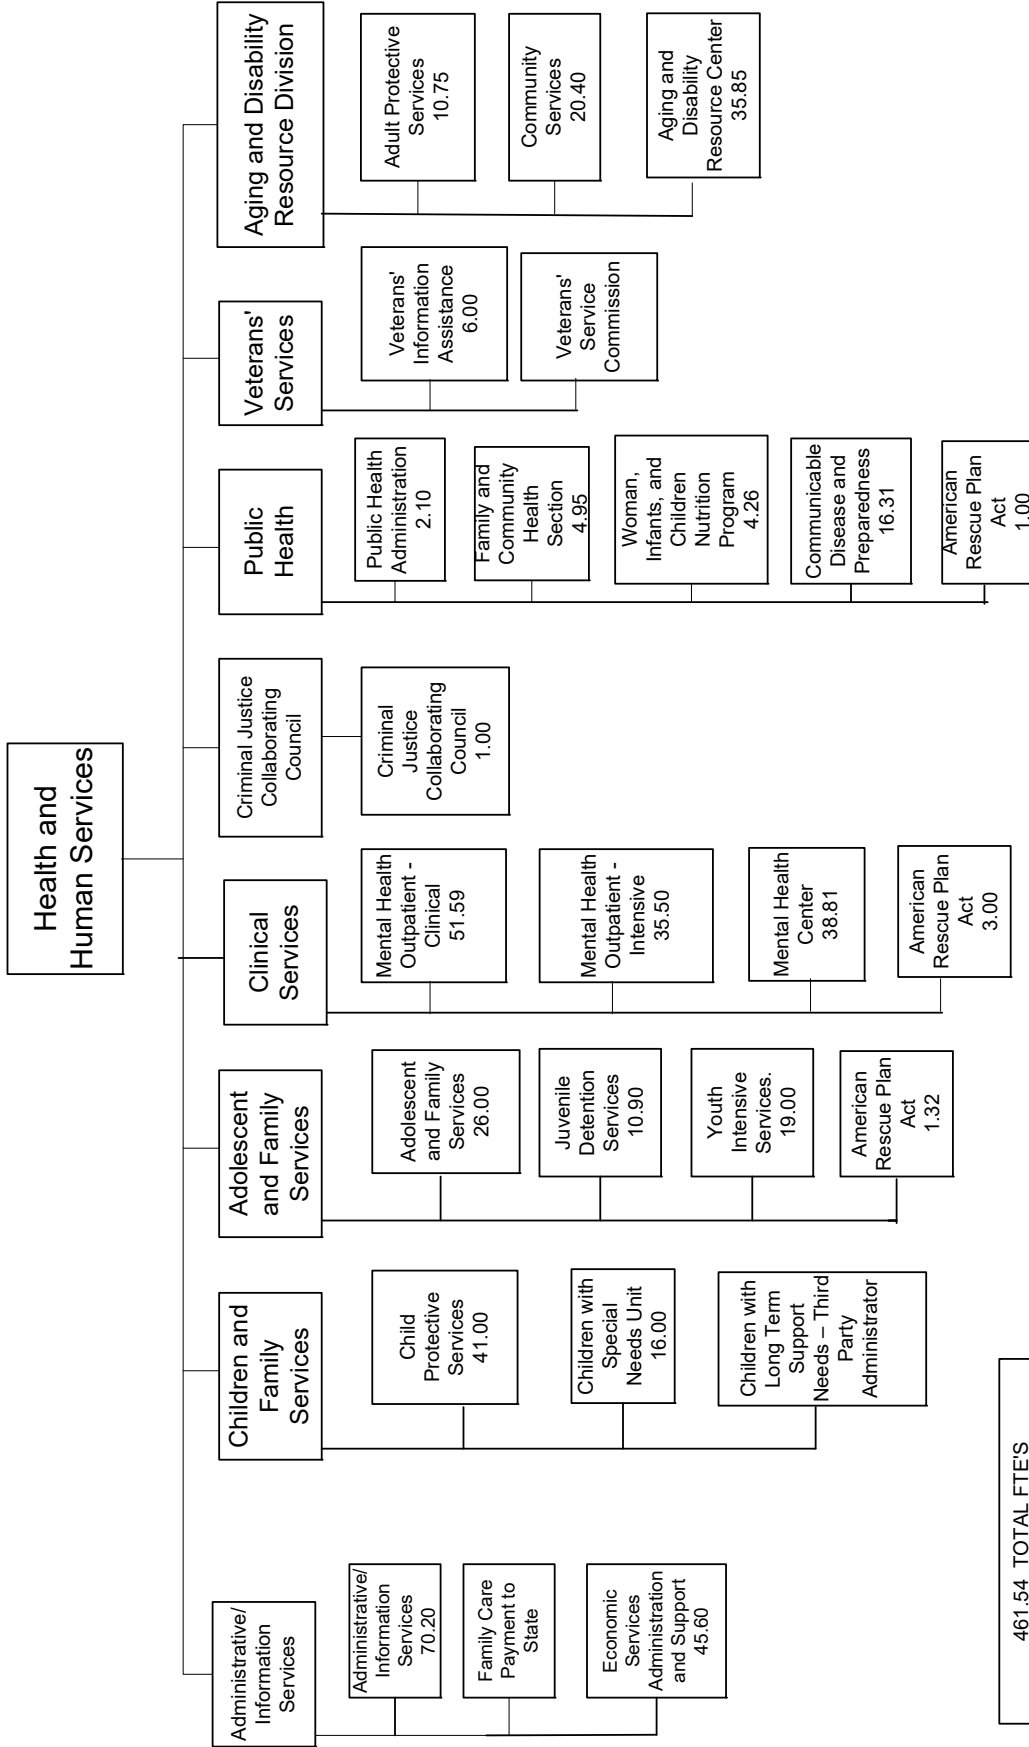 Health and
Human Services
Administrative/
Information
Services
Administrative/
Information
Services
70.20
Family Care
Payment to
State
Economic
Services
Administration
and Support
45.60
Children and
Family
Services
Child
Protective
Services
41.00
Children with
Special
Needs Unit
16.00
Children with
Long Term
Support
Needs – Third
Party
Administrator
Adolescent
and Family
Services
Adolescent
and Family
Services
26.00
Juvenile
Detention
Services
10.90
Youth
Intensive
Services.
19.00
American
Rescue Plan
Act
1.32
Clinical
Services
Mental Health
Outpatient -
Clinical
51.59
Mental Health
Outpatient -
Intensive
35.50
Mental Health
Center
38.81
American
Rescue Plan
Act
3.00
Criminal Justice
Collaborating
Council
Criminal
Justice
Collaborating
Council
1.00
Public
Health
Public Health
Administration
2.10
Family and
Community
Health
Section
4.95
Woman,
Infants, and
Children
Nutrition
Program
4.26
Communicable
Disease and
Preparedness
16.31
American
Rescue Plan
Act
1.00
Veterans'
Services
Veterans'
Information
Assistance
6.00
Veterans'
Service
Commission
Aging and Disability
Resource Division
Adult Protective
Services
10.75
Community
Services
20.40
Aging and
Disability
Resource Center
35.85
461.54 TOTAL FTE'S